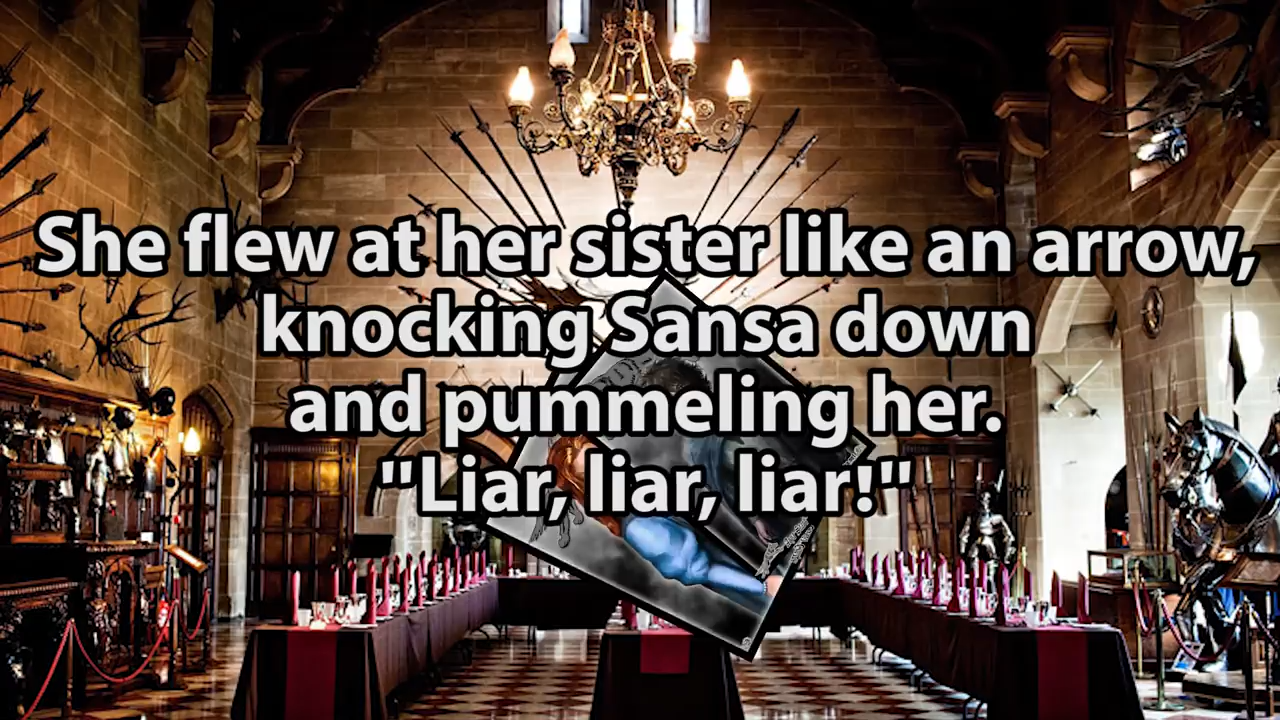 She flew at her sister like an arrow,
knocking Sansa down
and pummeling her.
"Liar, liar, liar!"